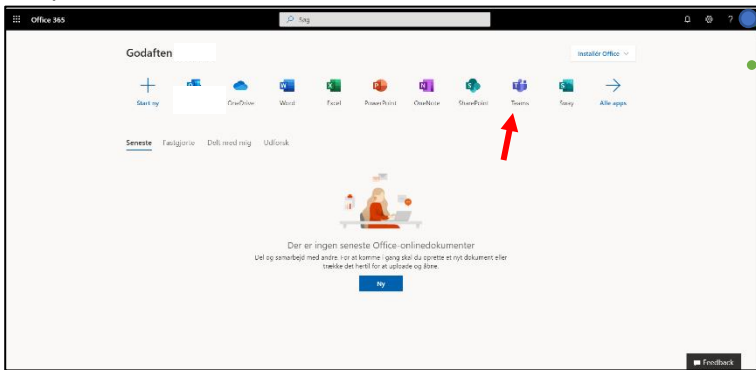 Office 365
Søg
Godaften
Installér Office
Start ny
OneDrive
Word
Excel
PowerPoint
OneNote
SharePoint
Teams
Sway
Alle apps
Seneste
Fastgjorte
Delt med mig
Udforsk
Der er ingen seneste Office-onlinedokumenter
Del og samarbejd med andre. For at komme i gang skal du oprette et nyt dokument eller
trække det hertil for at uploade og åbne.
Ny
Feedback